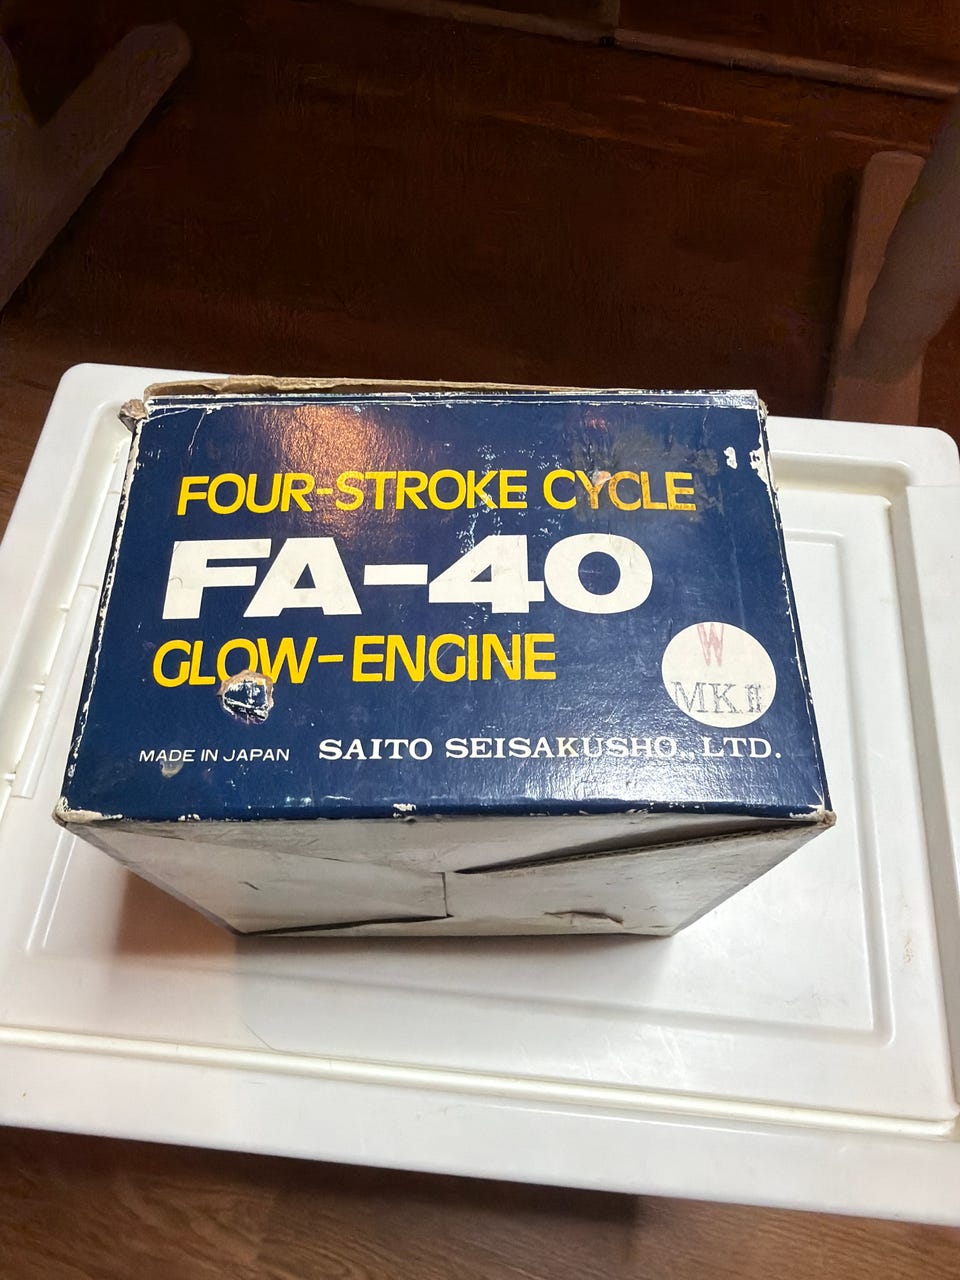 FOUR-STROKE CYCLE
FA-40
GLOW-ENGINE
W
MK II
MADE IN JAPAN SAITO SEISAKUSHO, LTD.